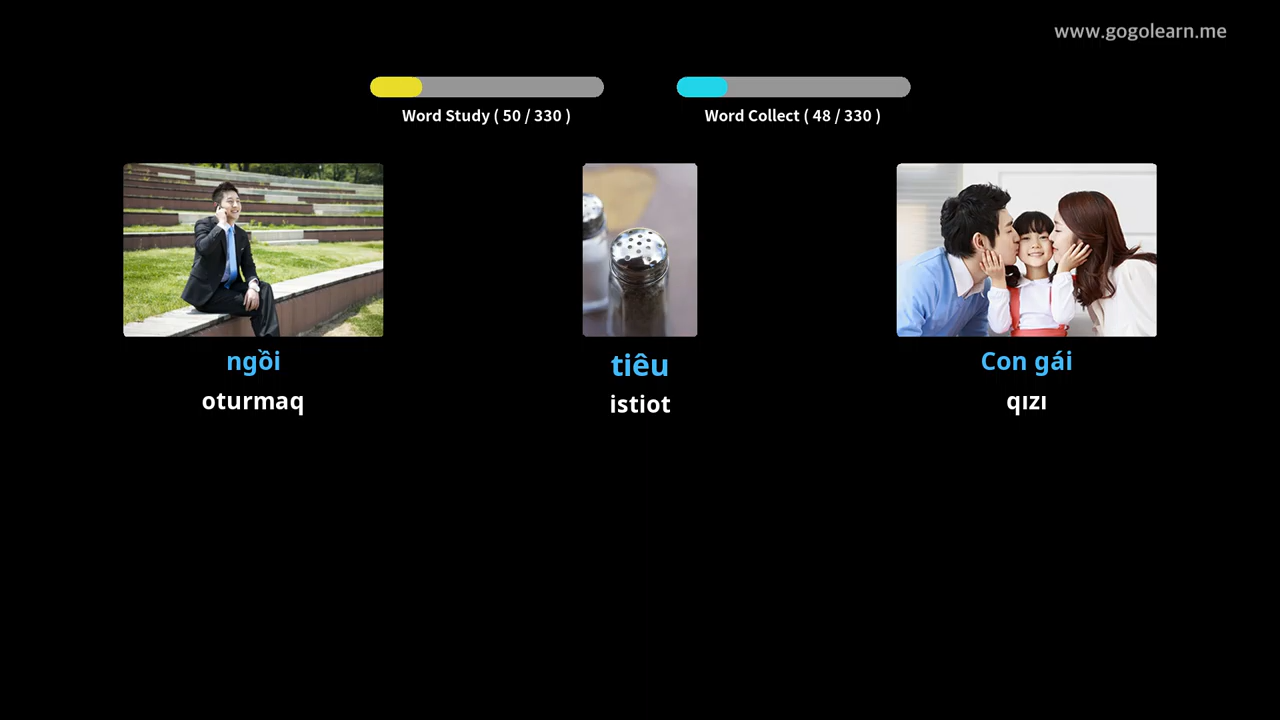 www.gogolearn.me
Word Study ( 50 / 330 )
Word Collect ( 48 / 330 )
ngồi
oturmaq
tiêu
istiot
Con gái
qızı